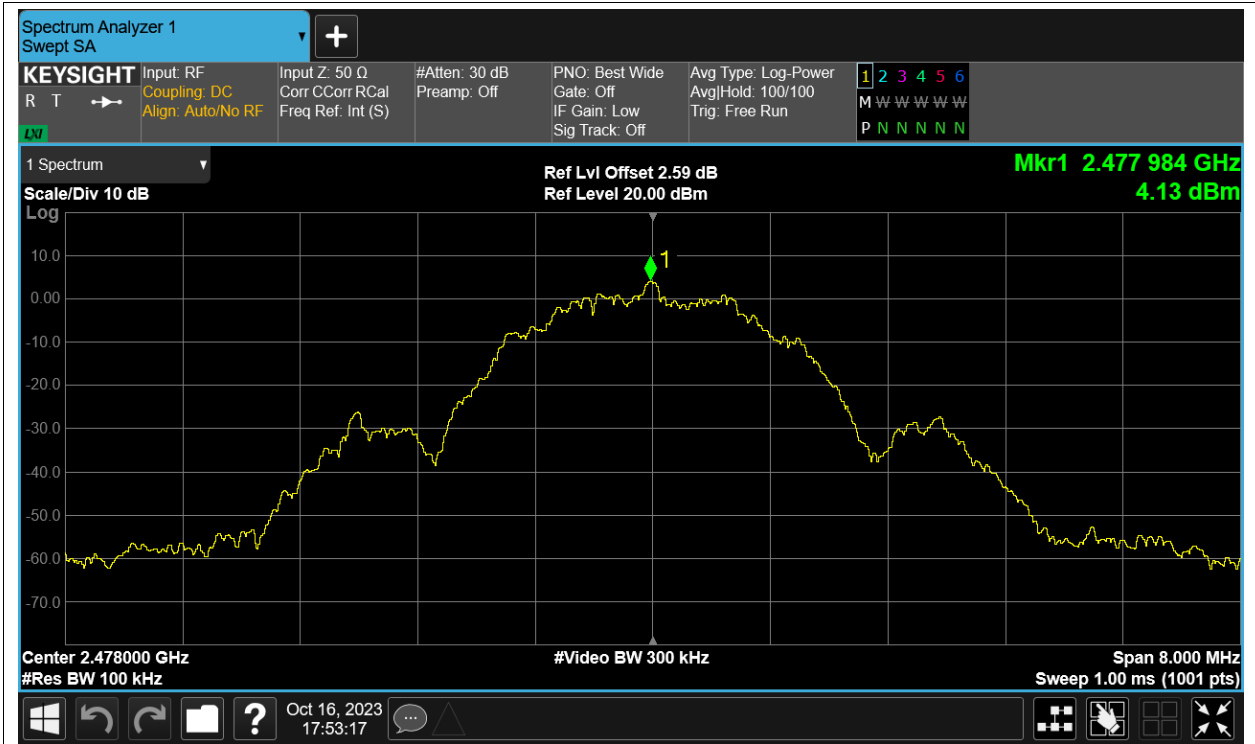 Spectrum Analyzer 1
Swept SA
+
KEYSIGHT
R T
LXI
Input: RF
Coupling: DC
Align: Auto/No RF
Input Z: 50 Ω
Corr CCorr RCal
Freq Ref: Int (S)
#Atten: 30 dB
Preamp: Off
PNO: Best Wide
Gate: Off
IF Gain: Low
Sig Track: Off
Avg Type: Log-Power
Avg|Hold: 100/100
Trig: Free Run
1 2 3 4 5 6
M W W W W W
P N N N N N
1 Spectrum
Scale/Div 10 dB
Log
Ref Lvl Offset 2.59 dB
Ref Level 20.00 dBm
Mkr1 2.477 984 GHz
4.13 dBm
1
10.0
0.00
-10.0
-20.0
-30.0
-40.0
-50.0
-60.0
-70.0
Center 2.478000 GHz
#Res BW 100 kHz
#Video BW 300 kHz
Span 8.000 MHz
Sweep 1.00 ms (1001 pts)
?
Oct 16, 2023
17:53:17